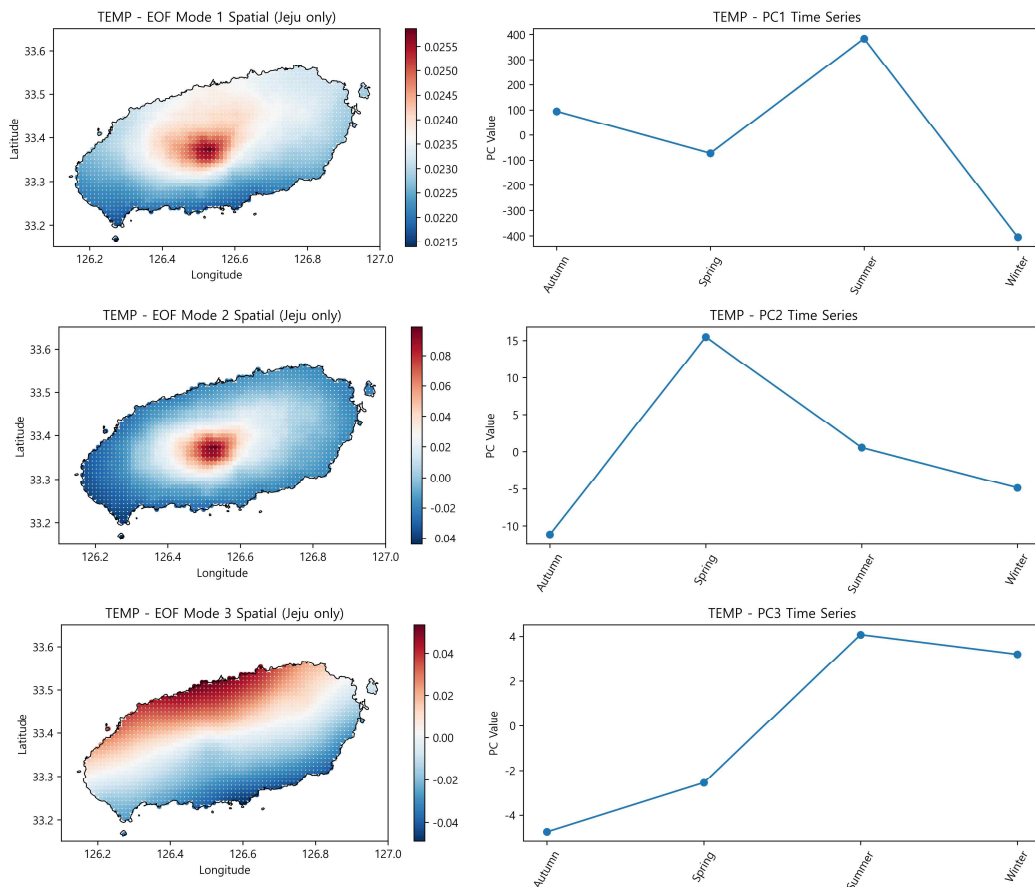 TEMP - EOF Mode 1 Spatial (Jeju only)
33.6
33.5
33.4
33.3
33.2
Latitude
126.2
126.4
126.6
126.8
127.0
Longitude
0.0255
0.0250
0.0245
0.0240
0.0235
0.0230
0.0225
0.0220
0.0215
TEMP - PC1 Time Series
400
300
200
100
0
-100
-200
-300
-400
PC Value
Autumn
Spring
Summer
Winter
TEMP - EOF Mode 2 Spatial (Jeju only)
33.6
33.5
33.4
33.3
33.2
Latitude
126.2
126.4
126.6
126.8
127.0
Longitude
0.08
0.06
0.04
0.02
0.00
-0.02
0.04
TEMP - PC2 Time Series
15
10
5
0
-5
-10
PC Value
Autumn
Spring
Summer
Winter
TEMP - EOF Mode 3 Spatial (Jeju only)
33.6
33.5
33.4
33.3
33.2
Latitude
126.2
126.4
126.6
126.8
127.0
Longitude
0.04
0.02
0.00
-0.02
-0.04
TEMP - PC3 Time Series
4
2
0
-2
-4
PC Value
Autumn
Spring
Summer
Winter